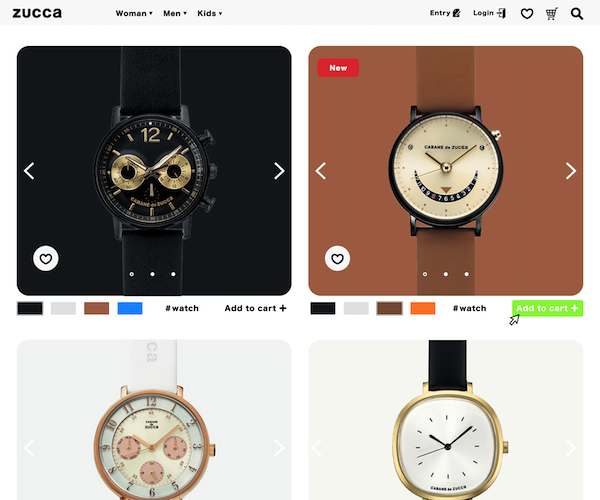 zucca
Woman ▾ Men ▾ Kids ▾ Entry Login
New
12
CABANE de ZUCCA
CABANE de ZUCCA
#watch Add to cart +
#watch Add to cart +
CABANE
de
ZUCCA
CABANE de ZUCCA